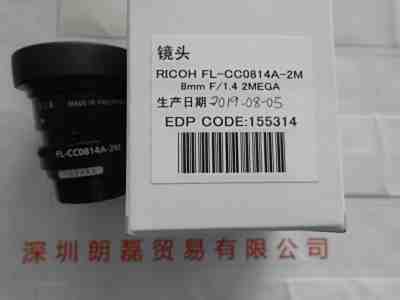 镜头
RICOH FL-CC0814A-2M
8mm F/1.4 2MEGA
生产日期 2019-08-05
EDP CODE:155314
FL-CC0814A-2M
深圳朗磊贸易有限公司